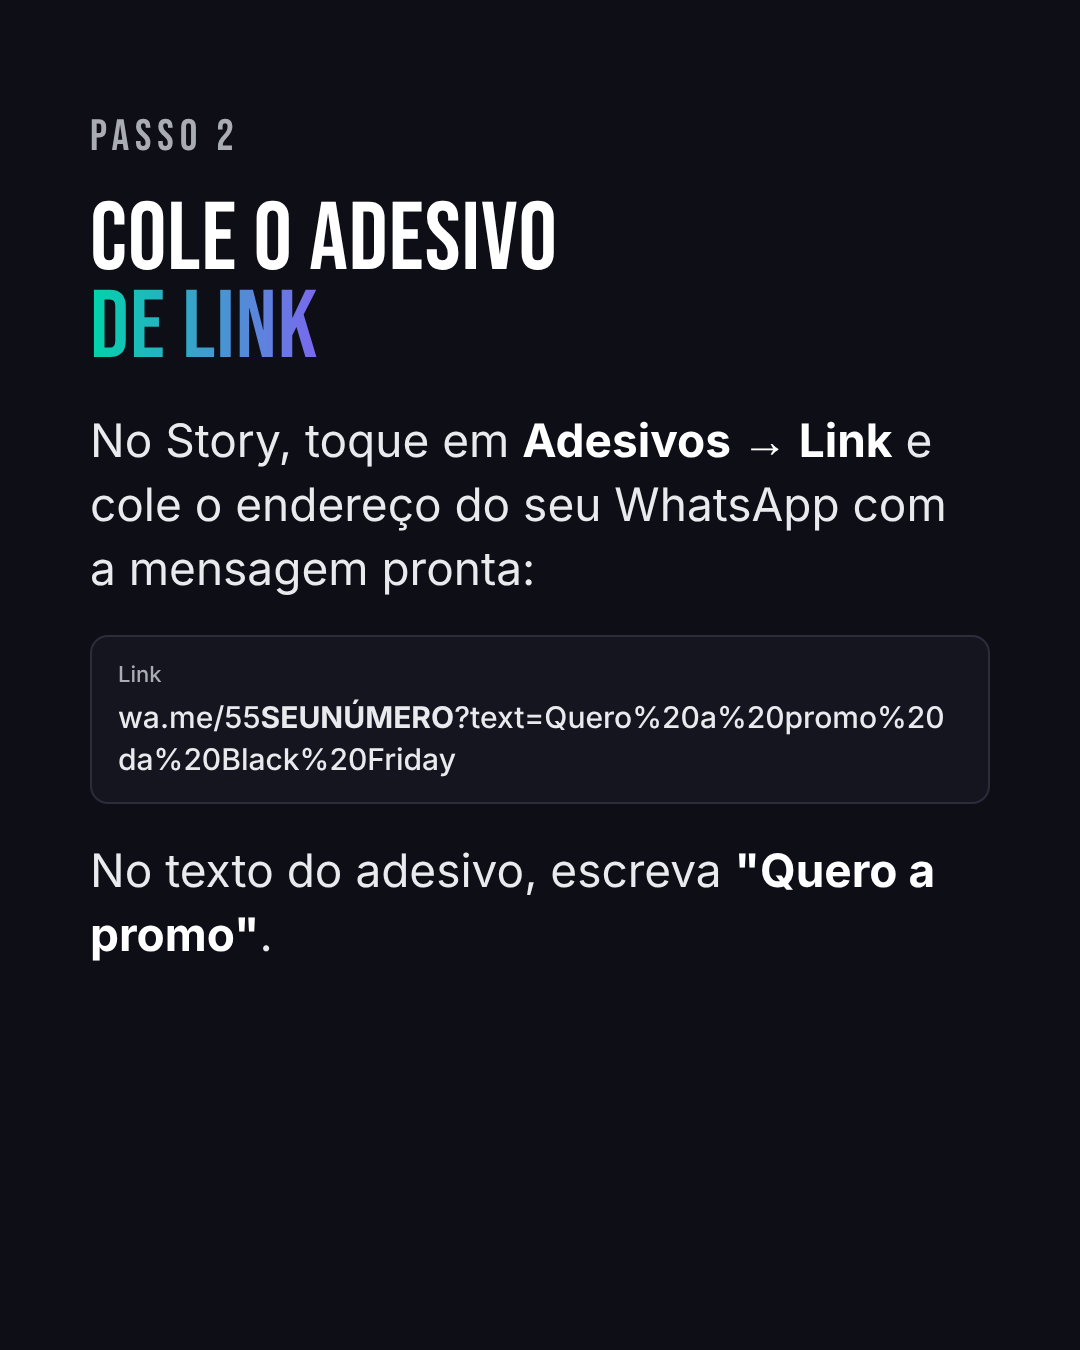 PASSO 2
COLE O ADESIVO
DE LINK
No Story, toque em Adesivos → Link e
cole o endereço do seu WhatsApp com
a mensagem pronta:
Link
wa.me/55SEUNÚMERO?text=Quero%20a%20promo%20
da%20Black%20Friday
No texto do adesivo, escreva "Quero a
promo".